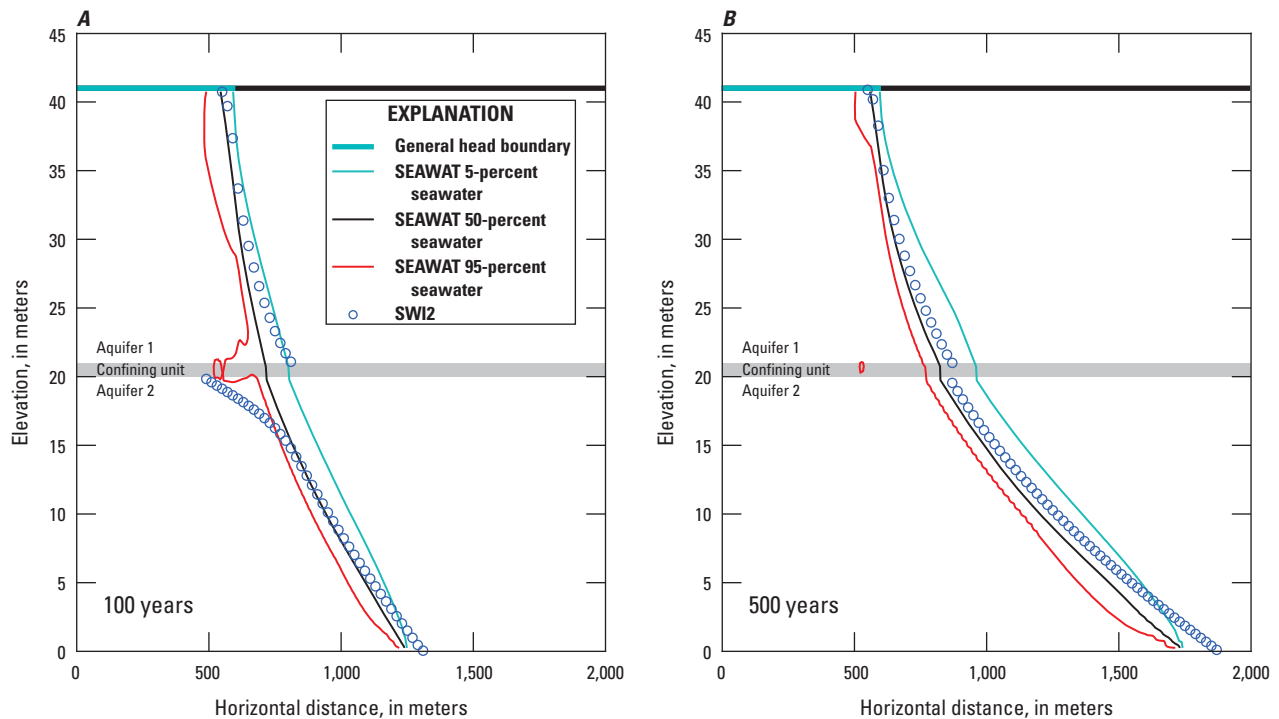 A
45
40
35
30
25
20
15
10
5
0
Elevation, in meters
EXPLANATION
General head boundary
SEAWAT 5-percent
seawater
SEAWAT 50-percent
seawater
SEAWAT 95-percent
seawater
SWI2
Aquifer 1
Confining unit
Aquifer 2
100 years
0
500
1,000
1,500
2,000
Horizontal distance, in meters
B
45
40
35
30
25
20
15
10
5
0
Elevation, in meters
Aquifer 1
Confining unit
Aquifer 2
500 years
0
500
1,000
1,500
2,000
Horizontal distance, in meters